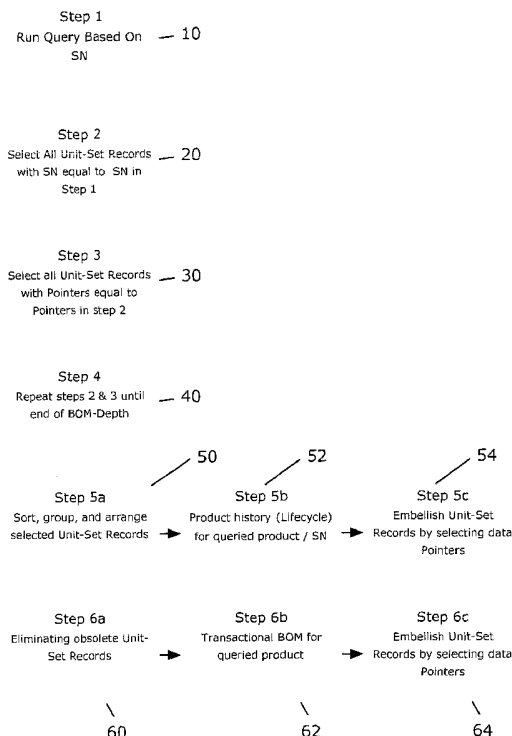 Step 1
Run Query Based On — 10
SN
Step 2
Select All Unit-Set Records — 20
with SN equal to SN in
Step 1
Step 3
Select all Unit-Set Records — 30
with Pointers equal to
Pointers in step 2
Step 4
Repeat steps 2 & 3 until — 40
end of BOM-Depth
50 52 54
Step 5a Step 5b Step 5c
Sort, group, and arrange Product history (Lifecycle) Embellish Unit-Set
selected Unit-Set Records for queried product / SN Records by selecting data
Pointers
Step 6a Step 6b Step 6c
Eliminating obsolete Unit- Transactional BOM for Embellish Unit-Set
Set Records queried product Records by selecting data
Pointers
60 62 64